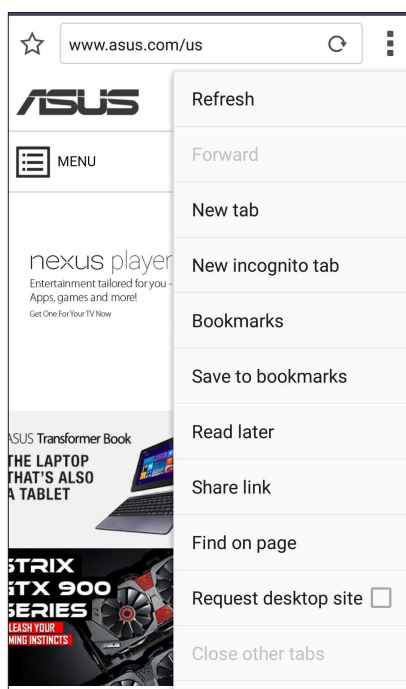 www.asus.com/us
ASUS
MENU
nexus player
Entertainment tailored for you -
Apps, games and more!
Get One For Your TV Now
ASUS Transformer Book
THE LAPTOP
THAT'S ALSO
A TABLET
STRIX
GTX 900
SERIES
LEASH YOUR
MING INSTINCTS
Refresh
Forward
New tab
New incognito tab
Bookmarks
Save to bookmarks
Read later
Share link
Find on page
Request desktop site
Close other tabs